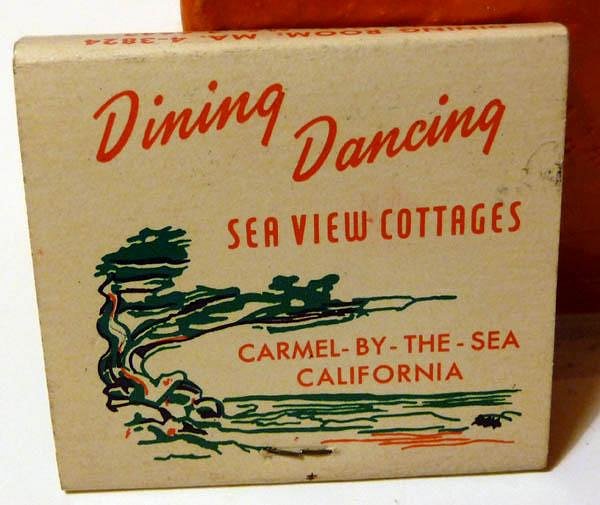 DINING ROOM, MA. 4-3824
Dining
Dancing
SEA VIEW COTTAGES
CARMEL-BY-THE-SEA
CALIFORNIA